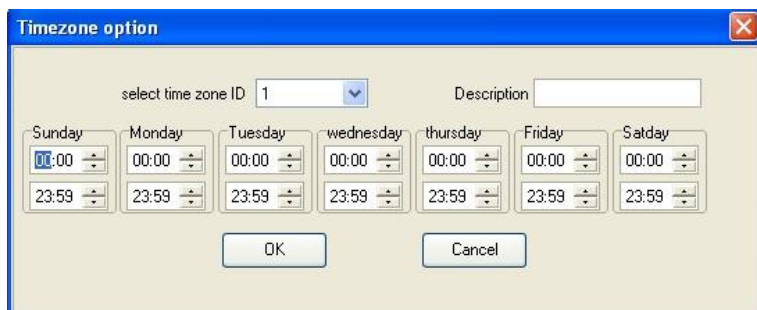 Timezone option
select time zone ID 1 Description
Sunday Monday Tuesday wednesday thursday Friday Satday
00:00 00:00 00:00 00:00 00:00 00:00 00:00
23:59 23:59 23:59 23:59 23:59 23:59 23:59
OK Cancel